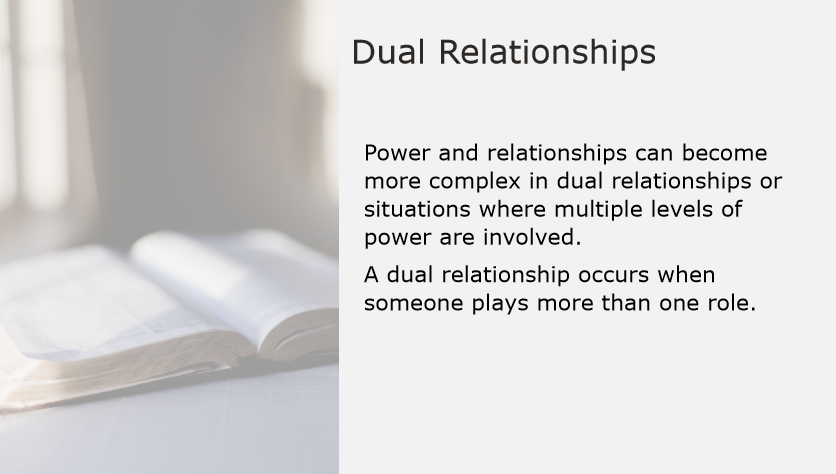 Dual Relationships
Power and relationships can become
more complex in dual relationships or
situations where multiple levels of
power are involved.
A dual relationship occurs when
someone plays more than one role.